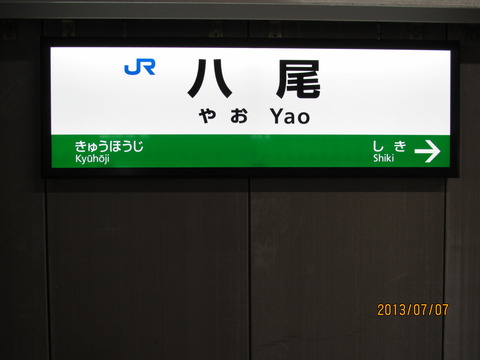 JR 八尾
やお Yao
きゅうほうじ しき →
Kyūhōji Shiki
2013/07/07